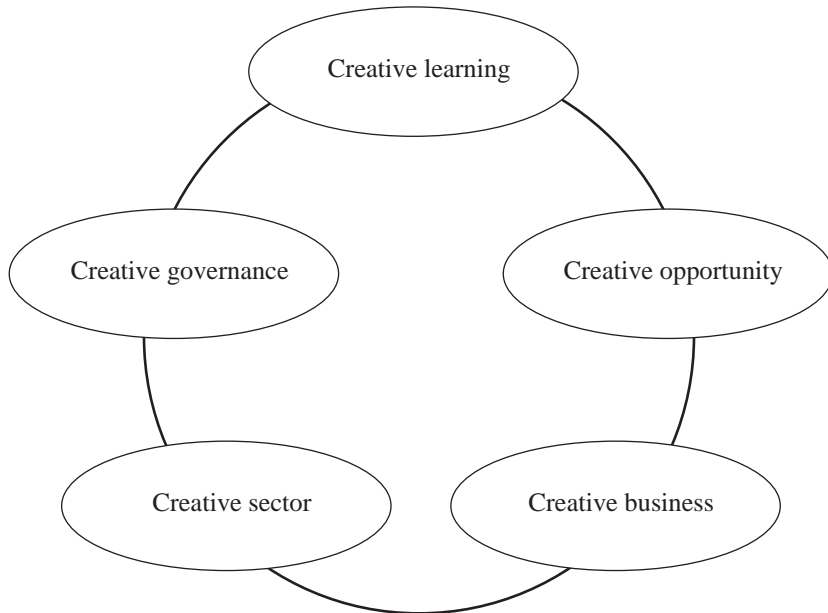 Creative learning
Creative governance
Creative opportunity
Creative sector
Creative business